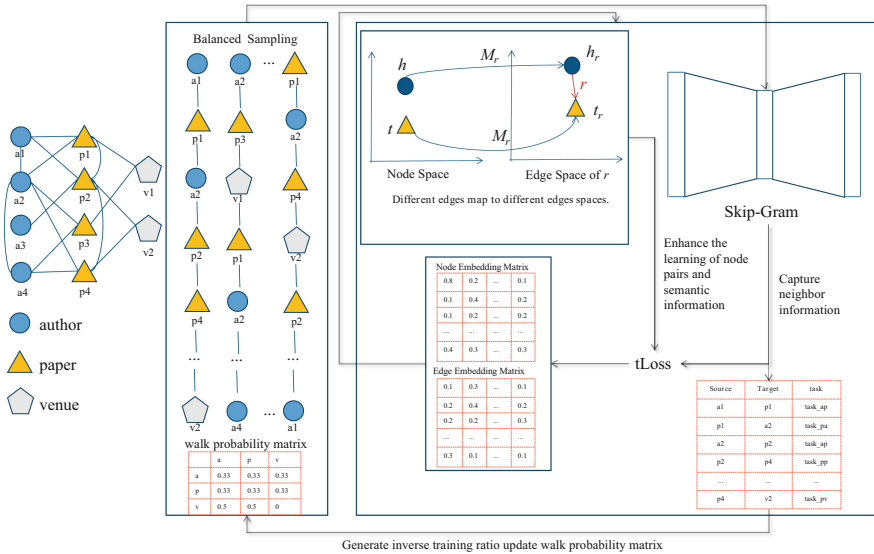 a1
a2
a3
a4
p1
p2
p3
p4
v1
v2
author
paper
venue
Balanced Sampling
a1 a2 ... p1
p1 p3 a2
a2 v1 p4
p2 p1 v2
p4 a2 p2
... ... ...
v2 a4 ... a1
walk probability matrix
a p v
a 0.33 0.33 0.33
p 0.33 0.33 0.33
v 0.5 0.5 0
h
t
M_r
M_r
h_r
r
t_r
Node Space
Edge Space of r
Different edges map to different edges spaces.
Node Embedding Matrix
0.8 0.2 ... 0.1
0.1 0.4 ... 0.2
0.1 0.2 ... 0.2
... ... ... ...
0.4 0.3 ... 0.3
Edge Embedding Matrix
0.1 0.3 ... 0.1
0.2 0.4 ... 0.2
0.2 0.2 ... 0.3
... ... ... ...
0.3 0.1 ... 0.1
Skip-Gram
Enhance the
learning of node
pairs and
semantic
information
Capture
neighbor
information
tLoss
Source Target task
a1 p1 task_ap
p1 a2 task_pa
a2 p2 task_ap
p2 p4 task_pp
... ... ...
p4 v2 task_pv
Generate inverse training ratio update walk probability matrix